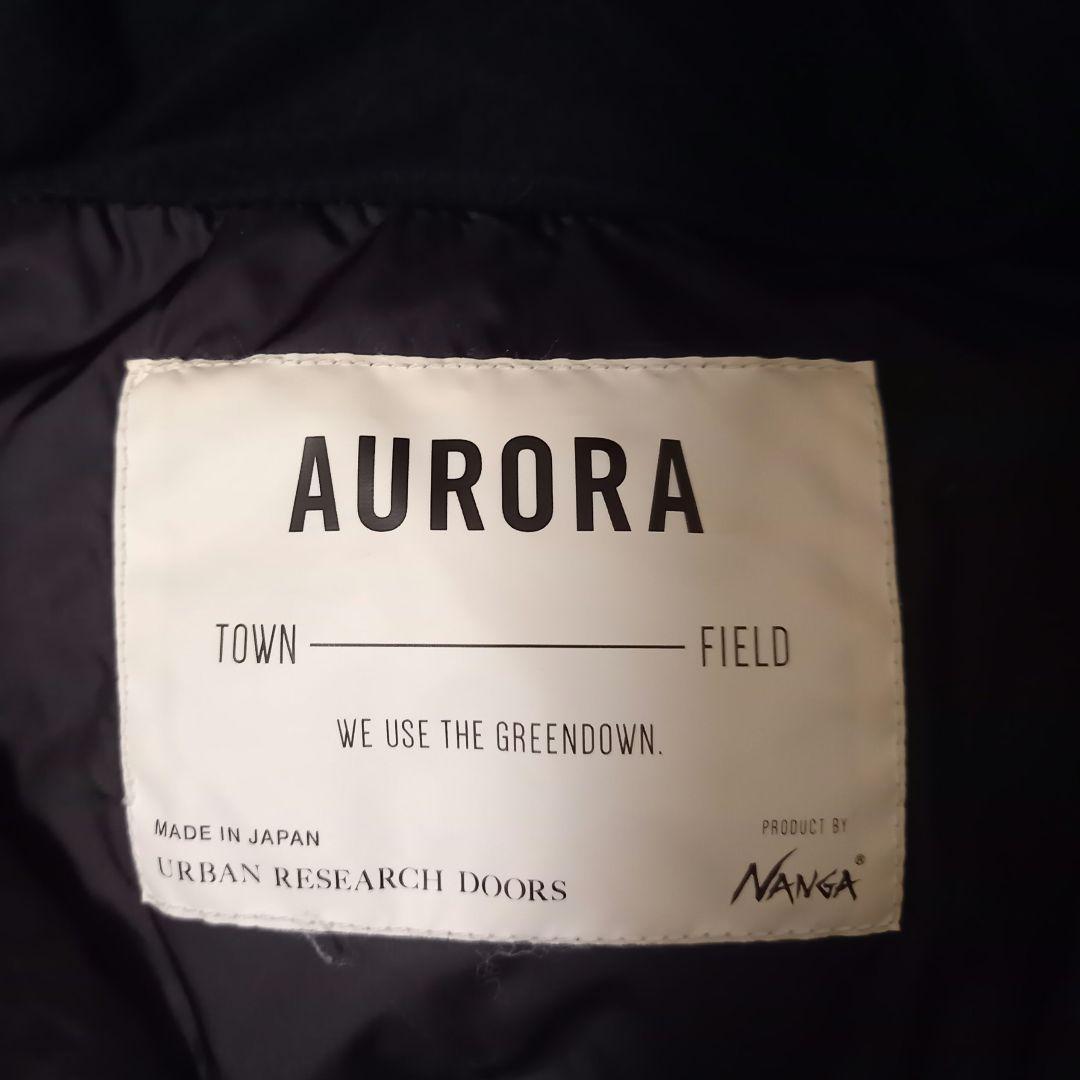 AURORA
TOWN FIELD
WE USE THE GREENDOWN.
MADE IN JAPAN
URBAN RESEARCH DOORS
PRODUCT BY
NANGA®